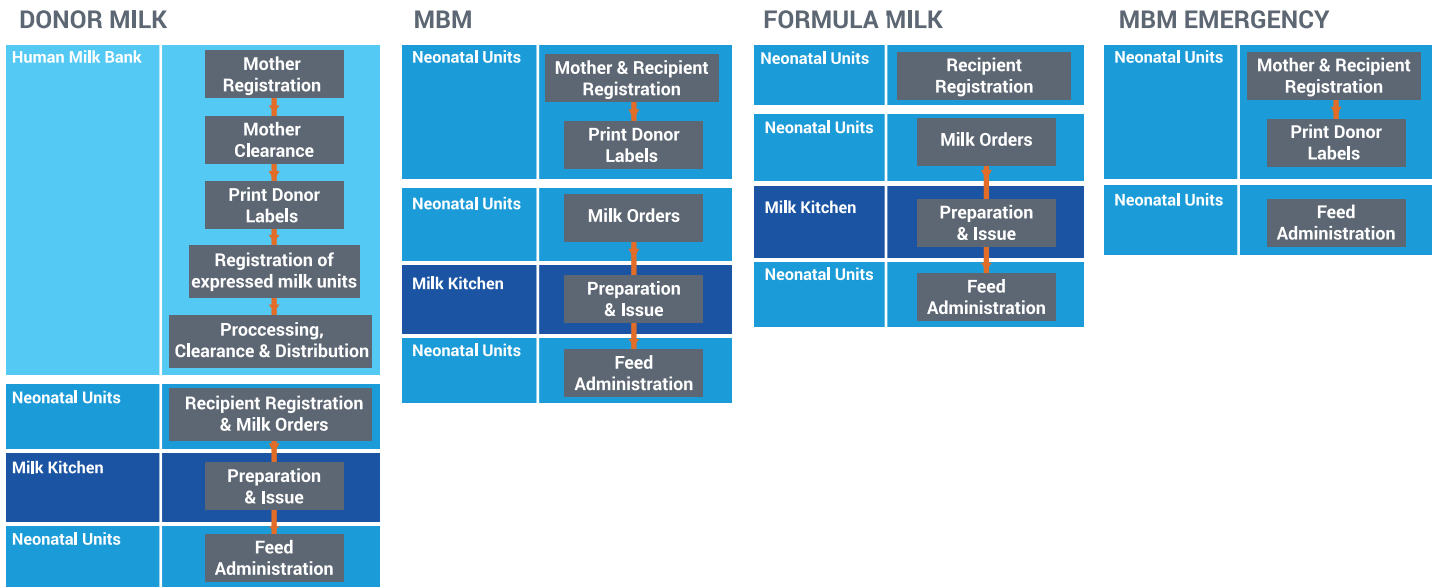 DONOR MILK
Human Milk Bank
Mother
Registration
Mother
Clearance
Print Donor
Labels
Registration of
expressed milk units
Proccessing,
Clearance & Distribution
Neonatal Units
Recipient Registration
& Milk Orders
Milk Kitchen
Preparation
& Issue
Neonatal Units
Feed
Administration
MBM
Neonatal Units
Mother & Recipient
Registration
Print Donor
Labels
Neonatal Units
Milk Orders
Milk Kitchen
Preparation
& Issue
Neonatal Units
Feed
Administration
FORMULA MILK
Neonatal Units
Recipient
Registration
Neonatal Units
Milk Orders
Milk Kitchen
Preparation
& Issue
Neonatal Units
Feed
Administration
MBM EMERGENCY
Neonatal Units
Mother & Recipient
Registration
Print Donor
Labels
Neonatal Units
Feed
Administration